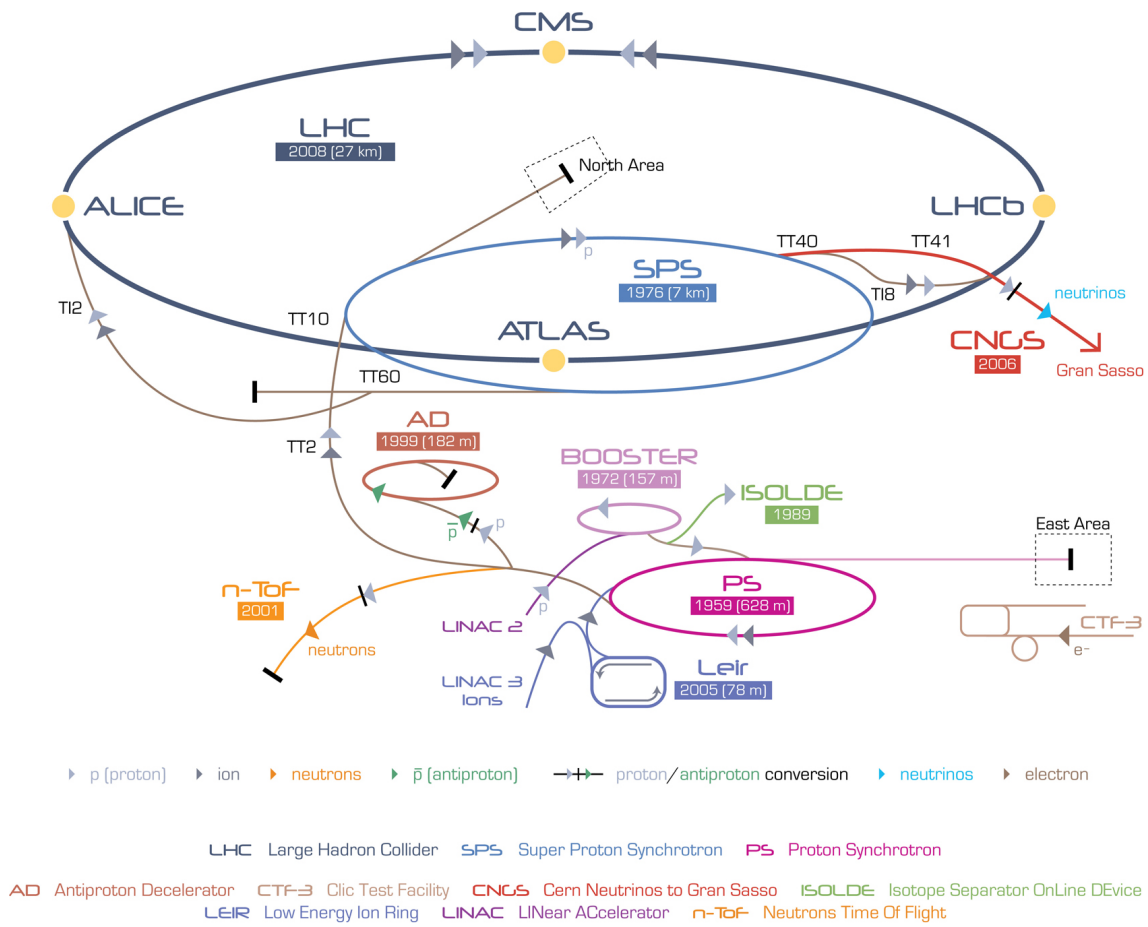 CMS
LHC
2008 (27 km)
North Area
ALICE
LHCb
TT40
TT41
p
SPS
1976 (7 km)
TI8
neutrinos
TI2
TT10
ATLAS
CNGS
2006
Gran Sasso
TT60
AD
1999 (182 m)
TT2
BOOSTER
1972 (157 m)
ISOLDE
1989
East Area
p̅
p
n-ToF
2001
PS
1959 (628 m)
p
LINAC 2
neutrons
CTF-3
e-
LINAC 3
Ions
Leir
2005 (78 m)
p (proton) ion neutrons p̅ (antiproton) proton/antiproton conversion neutrinos electron
LHC Large Hadron Collider SPS Super Proton Synchrotron PS Proton Synchrotron
AD Antiproton Decelerator CTF-3 Clic Test Facility CNGS Cern Neutrinos to Gran Sasso ISOLDE Isotope Separator OnLine DEvice
LEIR Low Energy Ion Ring LINAC LINear ACcelerator n-ToF Neutrons Time Of Flight